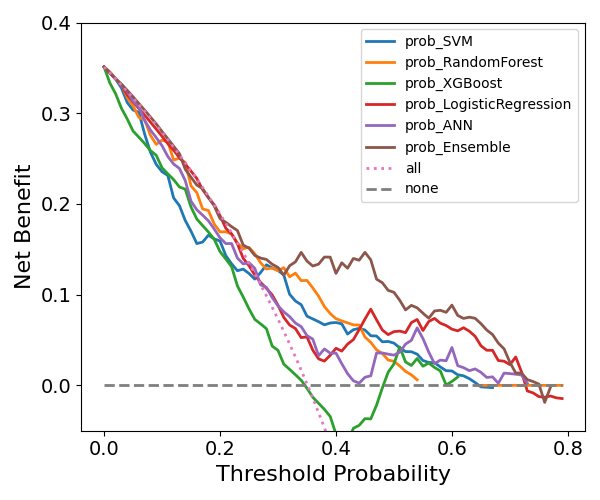 0.4
0.3
0.2
0.1
0.0
Net Benefit
prob_SVM
prob_RandomForest
prob_XGBoost
prob_LogisticRegression
prob_ANN
prob_Ensemble
all
none
0.0 0.2 0.4 0.6 0.8
Threshold Probability